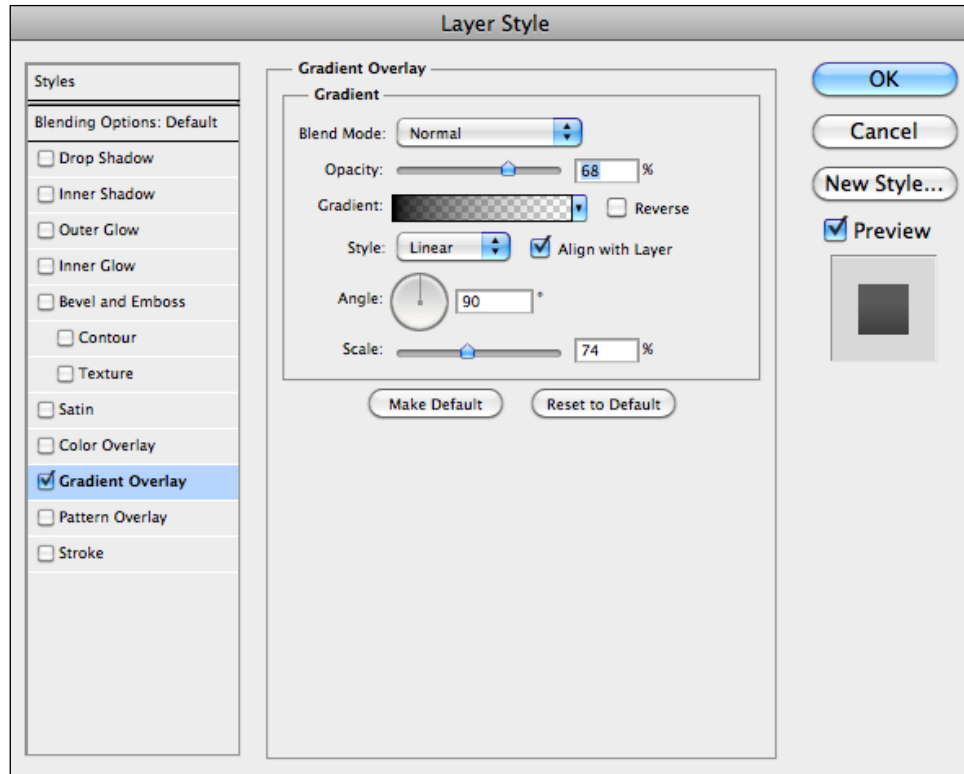 Layer Style
Styles
Blending Options: Default
Drop Shadow
Inner Shadow
Outer Glow
Inner Glow
Bevel and Emboss
Contour
Texture
Satin
Color Overlay
Gradient Overlay
Pattern Overlay
Stroke
Gradient Overlay
Gradient
Blend Mode: Normal
Opacity: 68 %
Gradient: Reverse
Style: Linear Align with Layer
Angle: 90 °
Scale: 74 %
Make Default Reset to Default
OK
Cancel
New Style...
Preview